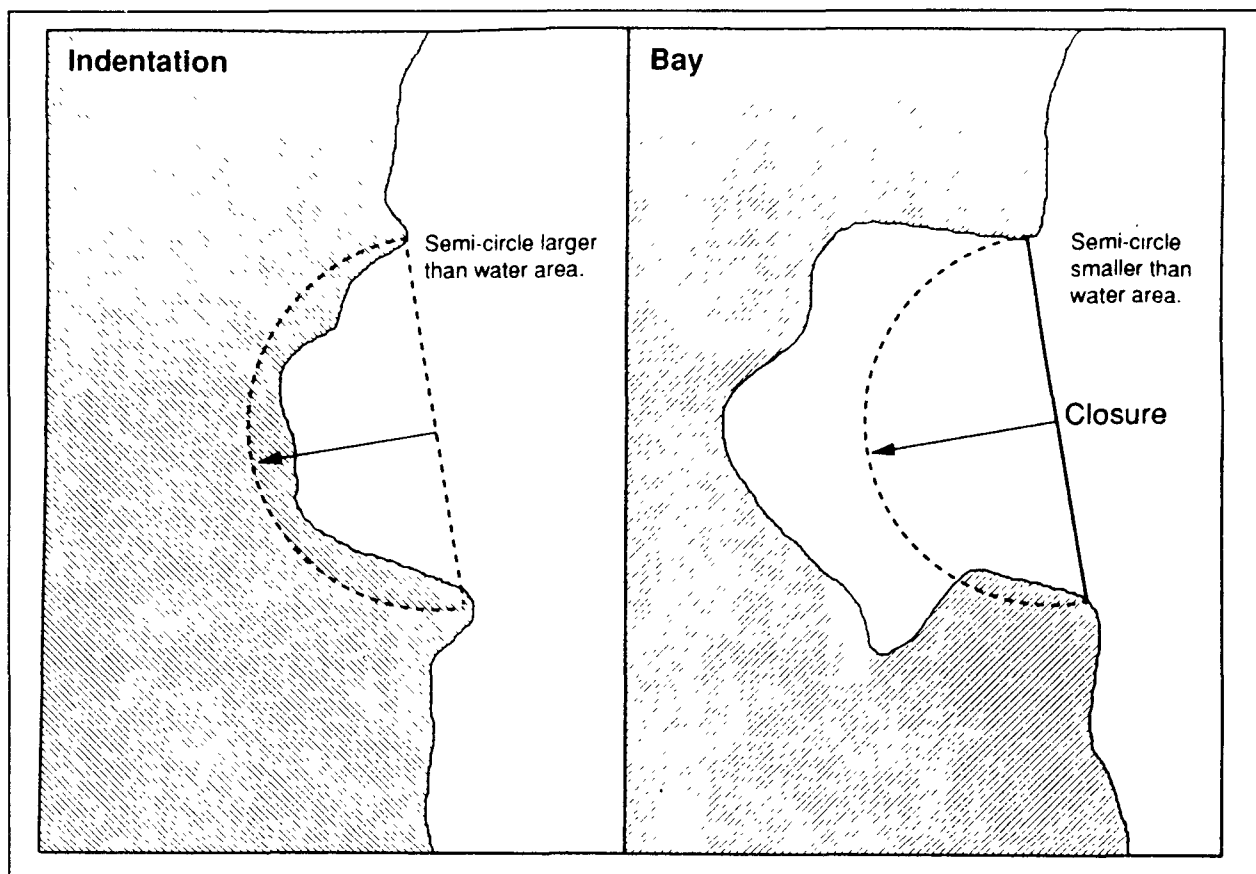 Indentation
Semi-circle larger
than water area.
Bay
Semi-circle
smaller than
water area.
Closure